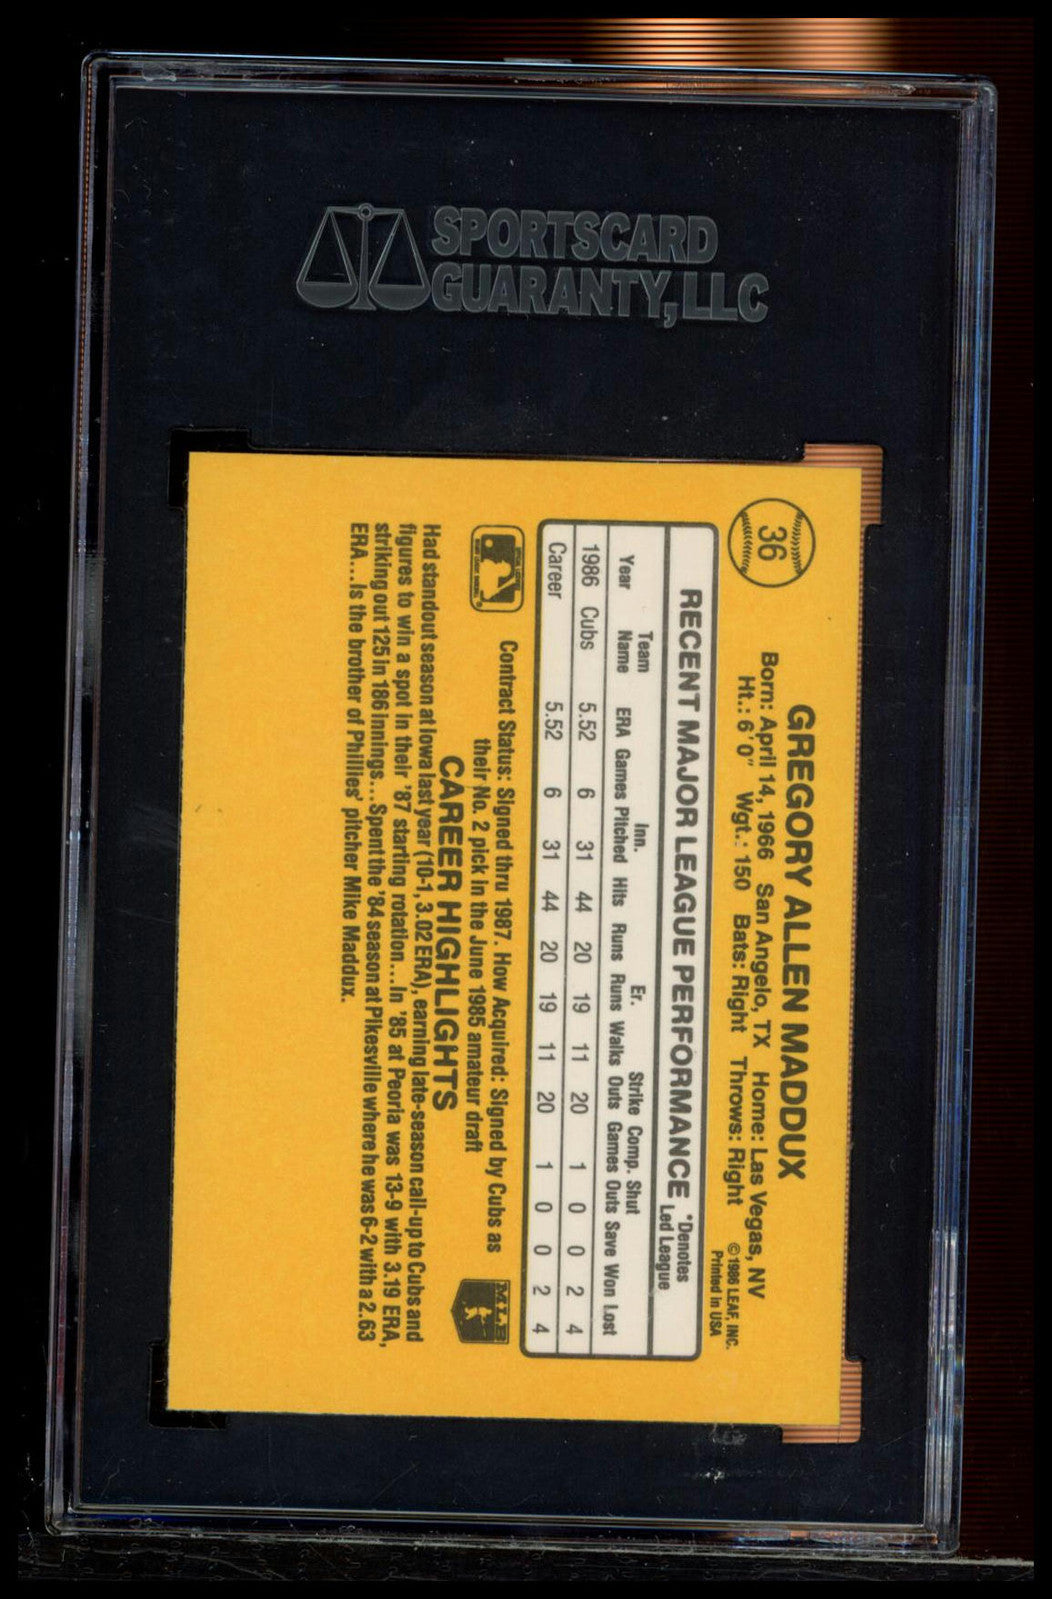 SPORTSCARD
GUARANTY, LLC
36
GREGORY ALLEN MADDUX
Born: April 14, 1966 San Angelo, TX Home: Las Vegas, NV
Ht.: 6'0" Wgt.: 150 Bats: Right Throws: Right
©1986 LEAF, INC.
Printed in USA
RECENT MAJOR LEAGUE PERFORMANCE
*Denotes
Led League
Team Inn. Er. Strike Comp. Shut
Year Name ERA Games Pitched Hits Runs Runs Walks Outs Games Outs Save Won Lost
1986 Cubs 5.52 6 31 44 20 19 11 20 1 0 0 2 4
Career 5.52 6 31 44 20 19 11 20 1 0 0 2 4
Contract Status: Signed thru 1987. How Acquired: Signed by Cubs as
their No. 2 pick in the June 1985 amateur draft
MLB
CAREER HIGHLIGHTS
Had standout season at Iowa last year (10-1, 3.02 ERA), earning late-season call-up to Cubs and
figures to win a spot in their '87 starting rotation...In '85 at Peoria was 13-9 with 3.19 ERA,
striking out 125 in 186 innings...Spent the '84 season at Pikesville where he was 6-2 with a 2.63
ERA...Is the brother of Phillies' pitcher Mike Maddux.